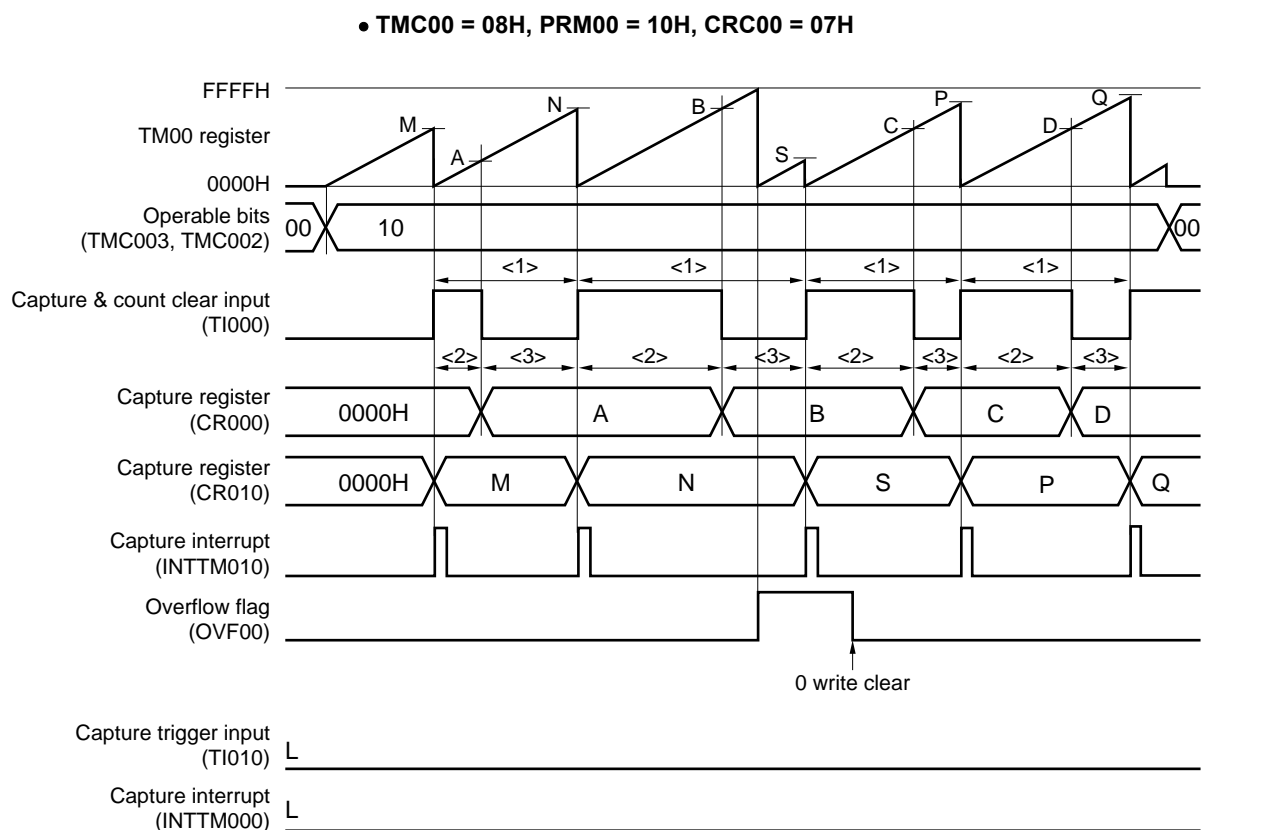 • TMC00 = 08H, PRM00 = 10H, CRC00 = 07H
FFFFH
TM00 register
0000H
M
A
N
B
S
C
P
D
Q
Operable bits
(TMC003, TMC002)
00
10
00
<1>
<1>
<1>
<1>
Capture & count clear input
(TI000)
<2>
<3>
<2>
<3>
<2>
<3>
<2>
<3>
Capture register
(CR000)
0000H
A
B
C
D
Capture register
(CR010)
0000H
M
N
S
P
Q
Capture interrupt
(INTTM010)
Overflow flag
(OVF00)
0 write clear
Capture trigger input
(TI010)
L
Capture interrupt
(INTTM000)
L